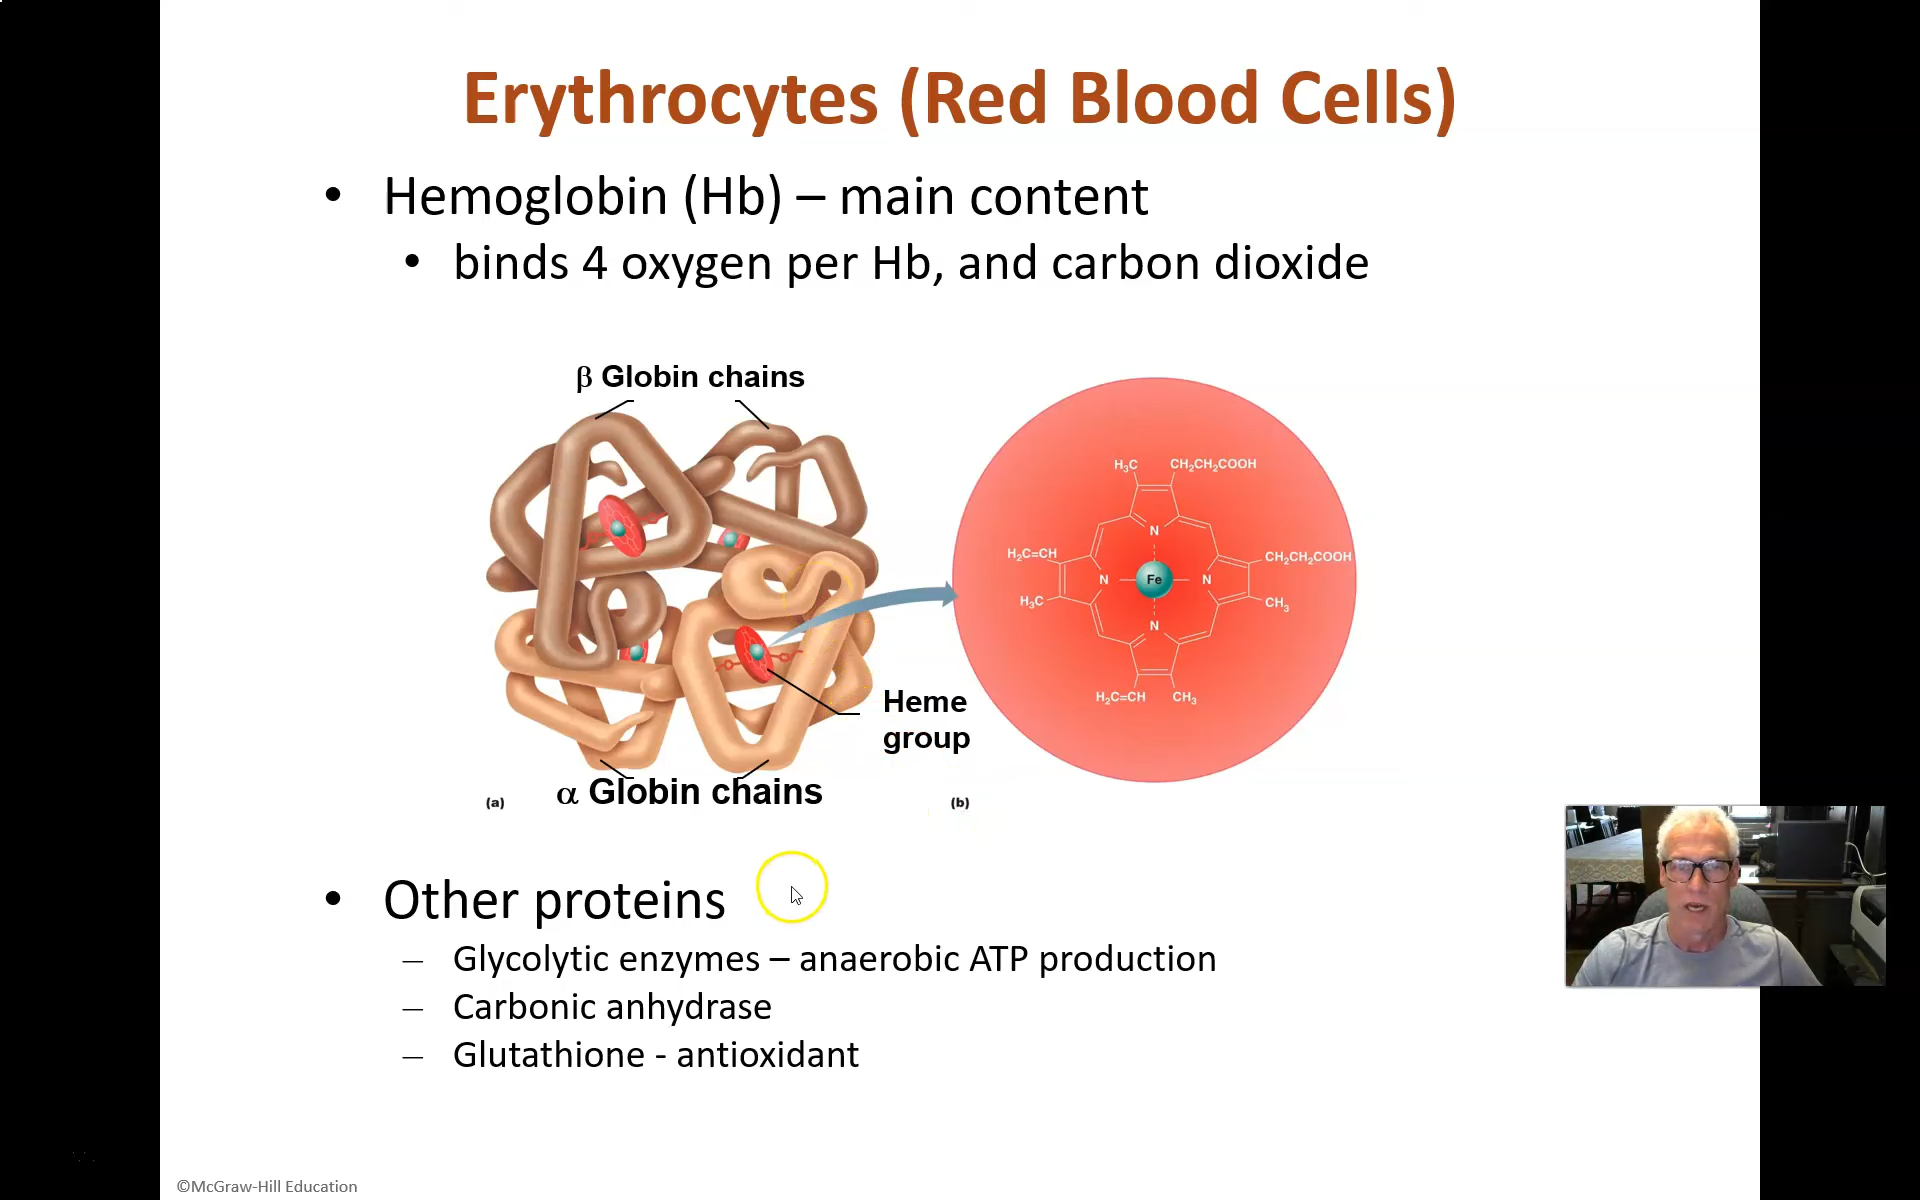 Erythrocytes (Red Blood Cells)
• Hemoglobin (Hb) – main content
• binds 4 oxygen per Hb, and carbon dioxide
β Globin chains
H₃C CH₂CH₂COOH
N
H₂C=CH CH₂CH₂COOH
N Fe N
H₃C CH₃
N
H₂C=CH CH₃
Heme
group
α Globin chains
(a) (b)
• Other proteins
– Glycolytic enzymes – anaerobic ATP production
– Carbonic anhydrase
– Glutathione - antioxidant
©McGraw-Hill Education